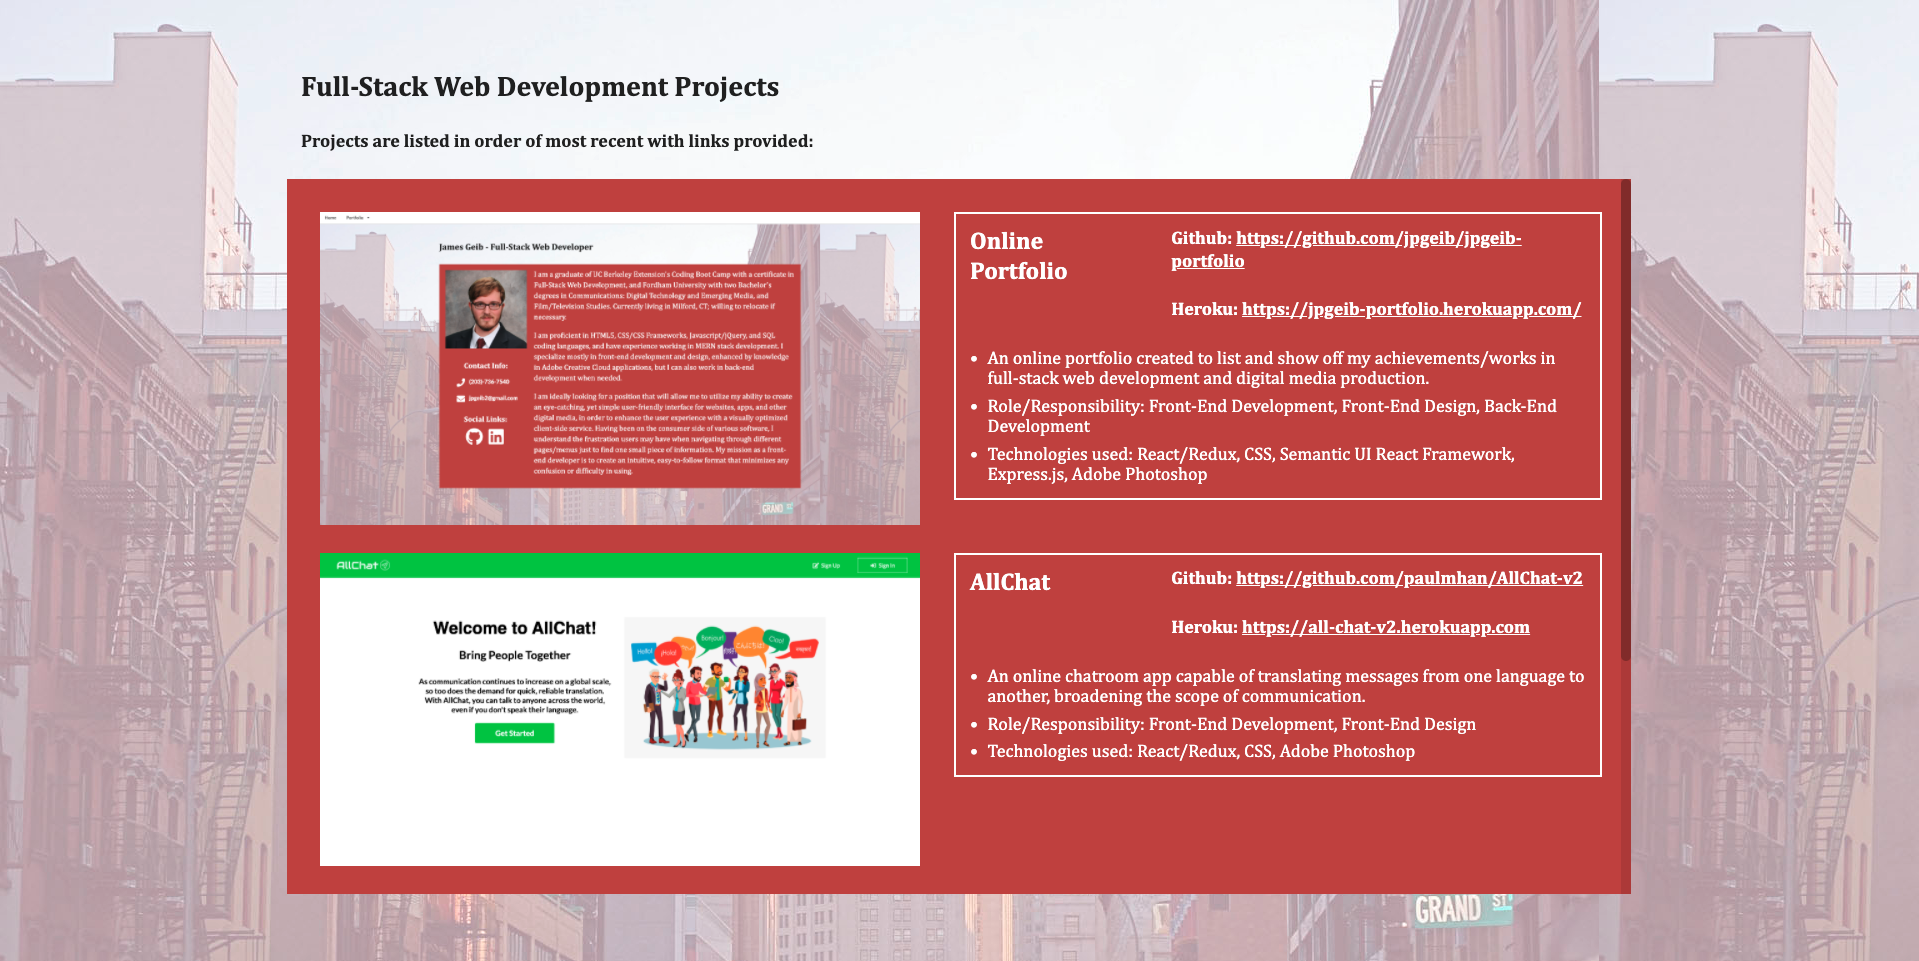 Full-Stack Web Development Projects
Projects are listed in order of most recent with links provided:
Home Portfolio
James Geib - Full-Stack Web Developer
I am a graduate of UC Berkeley Extension's Coding Boot Camp with a certificate in
Full-Stack Web Development, and Fordham University with two Bachelor's
degrees in Communications: Digital Technology and Emerging Media, and
Film/Television Studies. Currently living in Milford, CT; willing to relocate if
necessary.
I am proficient in HTML5, CSS/CSS Frameworks, Javascript/jQuery, and SQL
coding languages, and have experience working in MERN stack development. I
specialize mostly in front-end development and design, enhanced by knowledge
in Adobe Creative Cloud applications, but I can also work in back-end
development when needed.
I am ideally looking for a position that will allow me to utilize my ability to create
an eye-catching, yet simple user-friendly interface for websites, apps, and other
digital media, in order to enhance the user experience with a visually optimized
client-side service. Having been on the consumer side of various software, I
understand the frustration users may have when navigating through different
pages/menus just to find one small piece of information. My mission as a front-
end developer is to create an intuitive, easy-to-follow format that minimizes any
confusion or difficulty in using.
Contact Info:
(203)-736-7540
jpgeib2@gmail.com
Social Links:
GRAND ST
Online
Portfolio
Github: https://github.com/jpgeib/jpgeib-
portfolio
Heroku: https://jpgeib-portfolio.herokuapp.com/
• An online portfolio created to list and show off my achievements/works in
full-stack web development and digital media production.
• Role/Responsibility: Front-End Development, Front-End Design, Back-End
Development
• Technologies used: React/Redux, CSS, Semantic UI React Framework,
Express.js, Adobe Photoshop
AllChat
Sign Up
Sign In
Welcome to AllChat!
Bring People Together
As communication continues to increase on a global scale,
so too does the demand for quick, reliable translation.
With AllChat, you can talk to anyone across the world,
even if you don't speak their language.
Get Started
Hello!
¡Hola!
Bonjour!
Ciao!
AllChat
Github: https://github.com/paulmhan/AllChat-v2
Heroku: https://all-chat-v2.herokuapp.com
• An online chatroom app capable of translating messages from one language to
another, broadening the scope of communication.
• Role/Responsibility: Front-End Development, Front-End Design
• Technologies used: React/Redux, CSS, Adobe Photoshop
GRAND ST